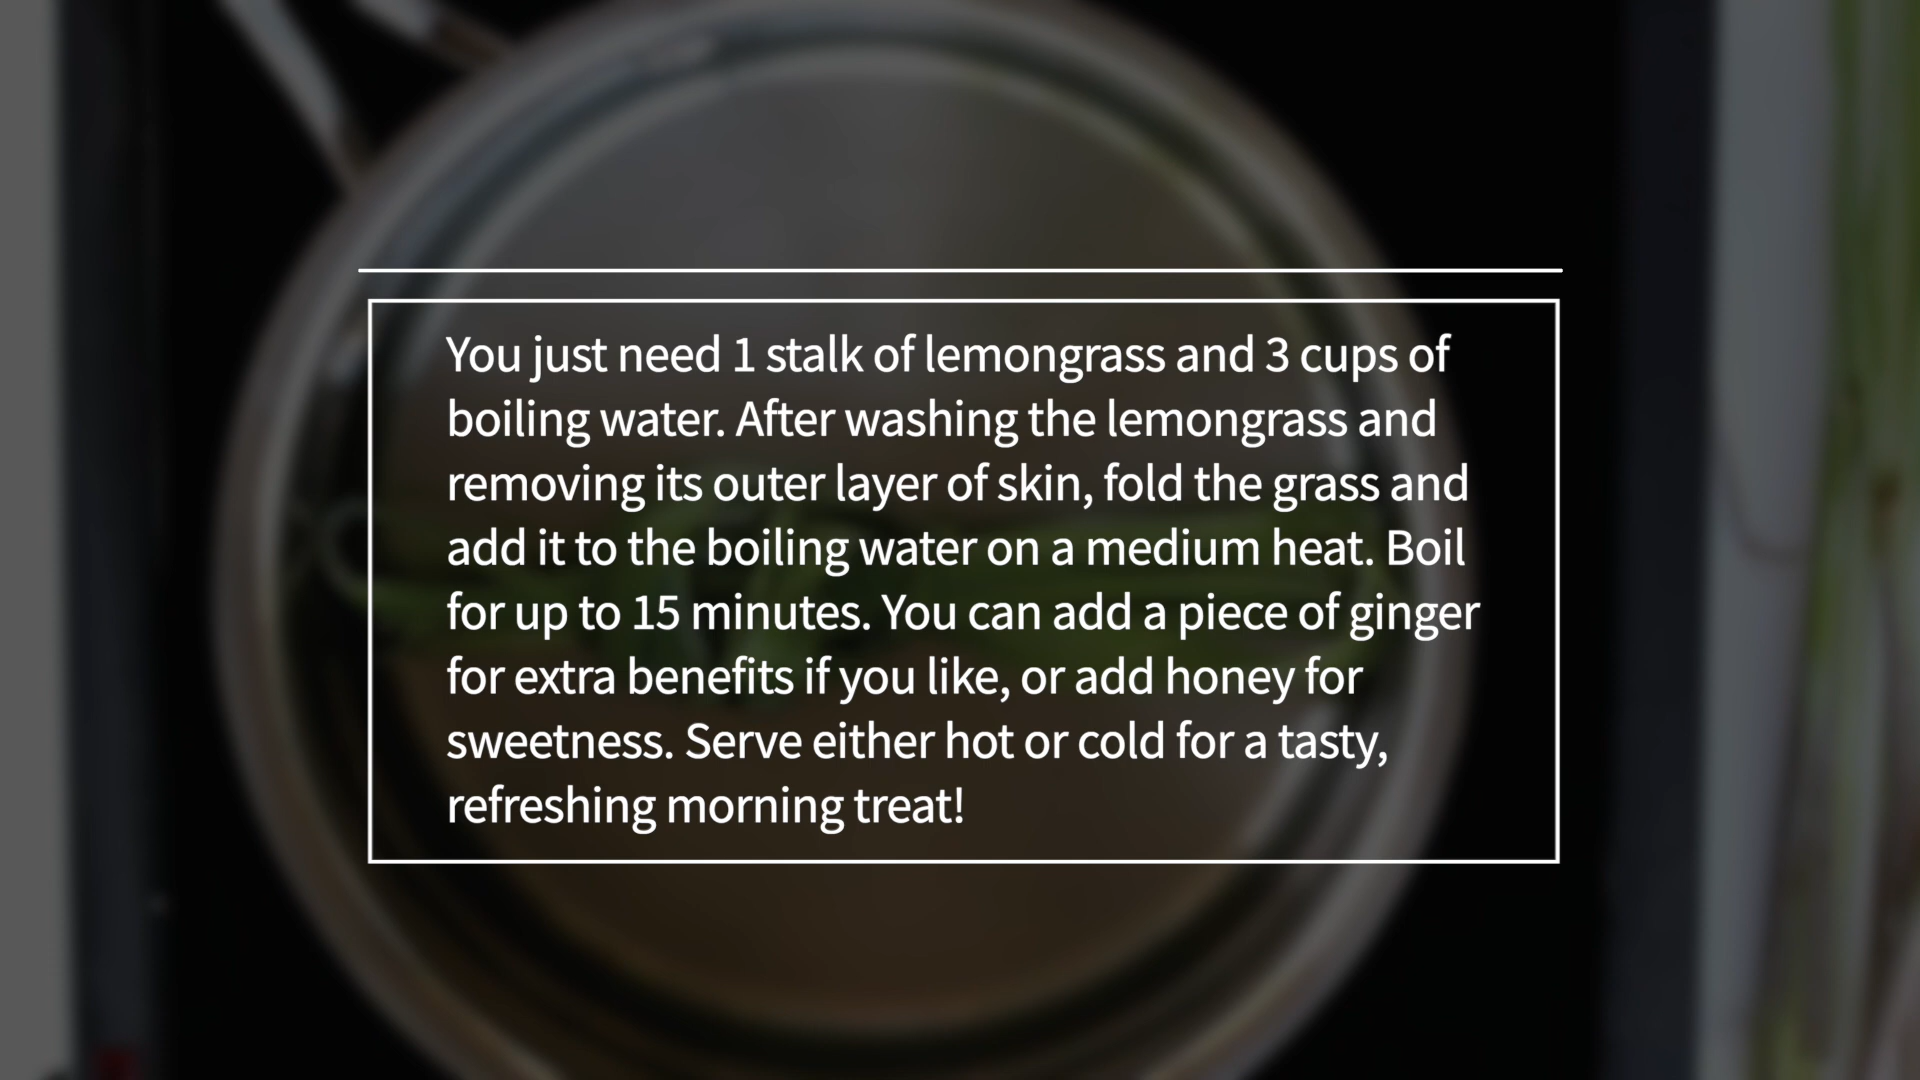 You just need 1 stalk of lemongrass and 3 cups of
boiling water. After washing the lemongrass and
removing its outer layer of skin, fold the grass and
add it to the boiling water on a medium heat. Boil
for up to 15 minutes. You can add a piece of ginger
for extra benefits if you like, or add honey for
sweetness. Serve either hot or cold for a tasty,
refreshing morning treat!